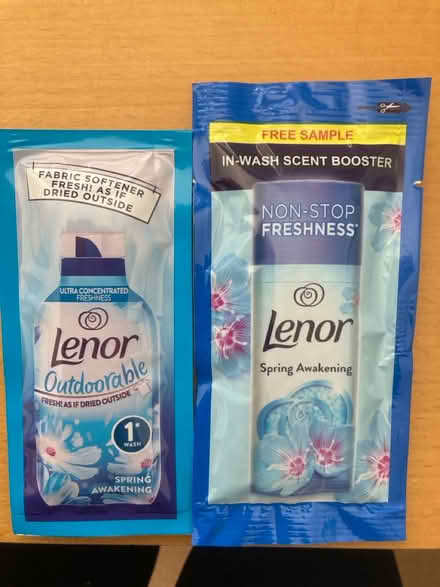 FABRIC SOFTENER
FRESH! AS IF
DRIED OUTSIDE
ULTRA CONCENTRATED
FRESHNESS
Lenor
Outdoorable
FRESH! AS IF DRIED OUTSIDE
1*
WASH
SPRING
AWAKENING
FREE SAMPLE
IN-WASH SCENT BOOSTER
NON-STOP
FRESHNESS*
Lenor
Spring Awakening